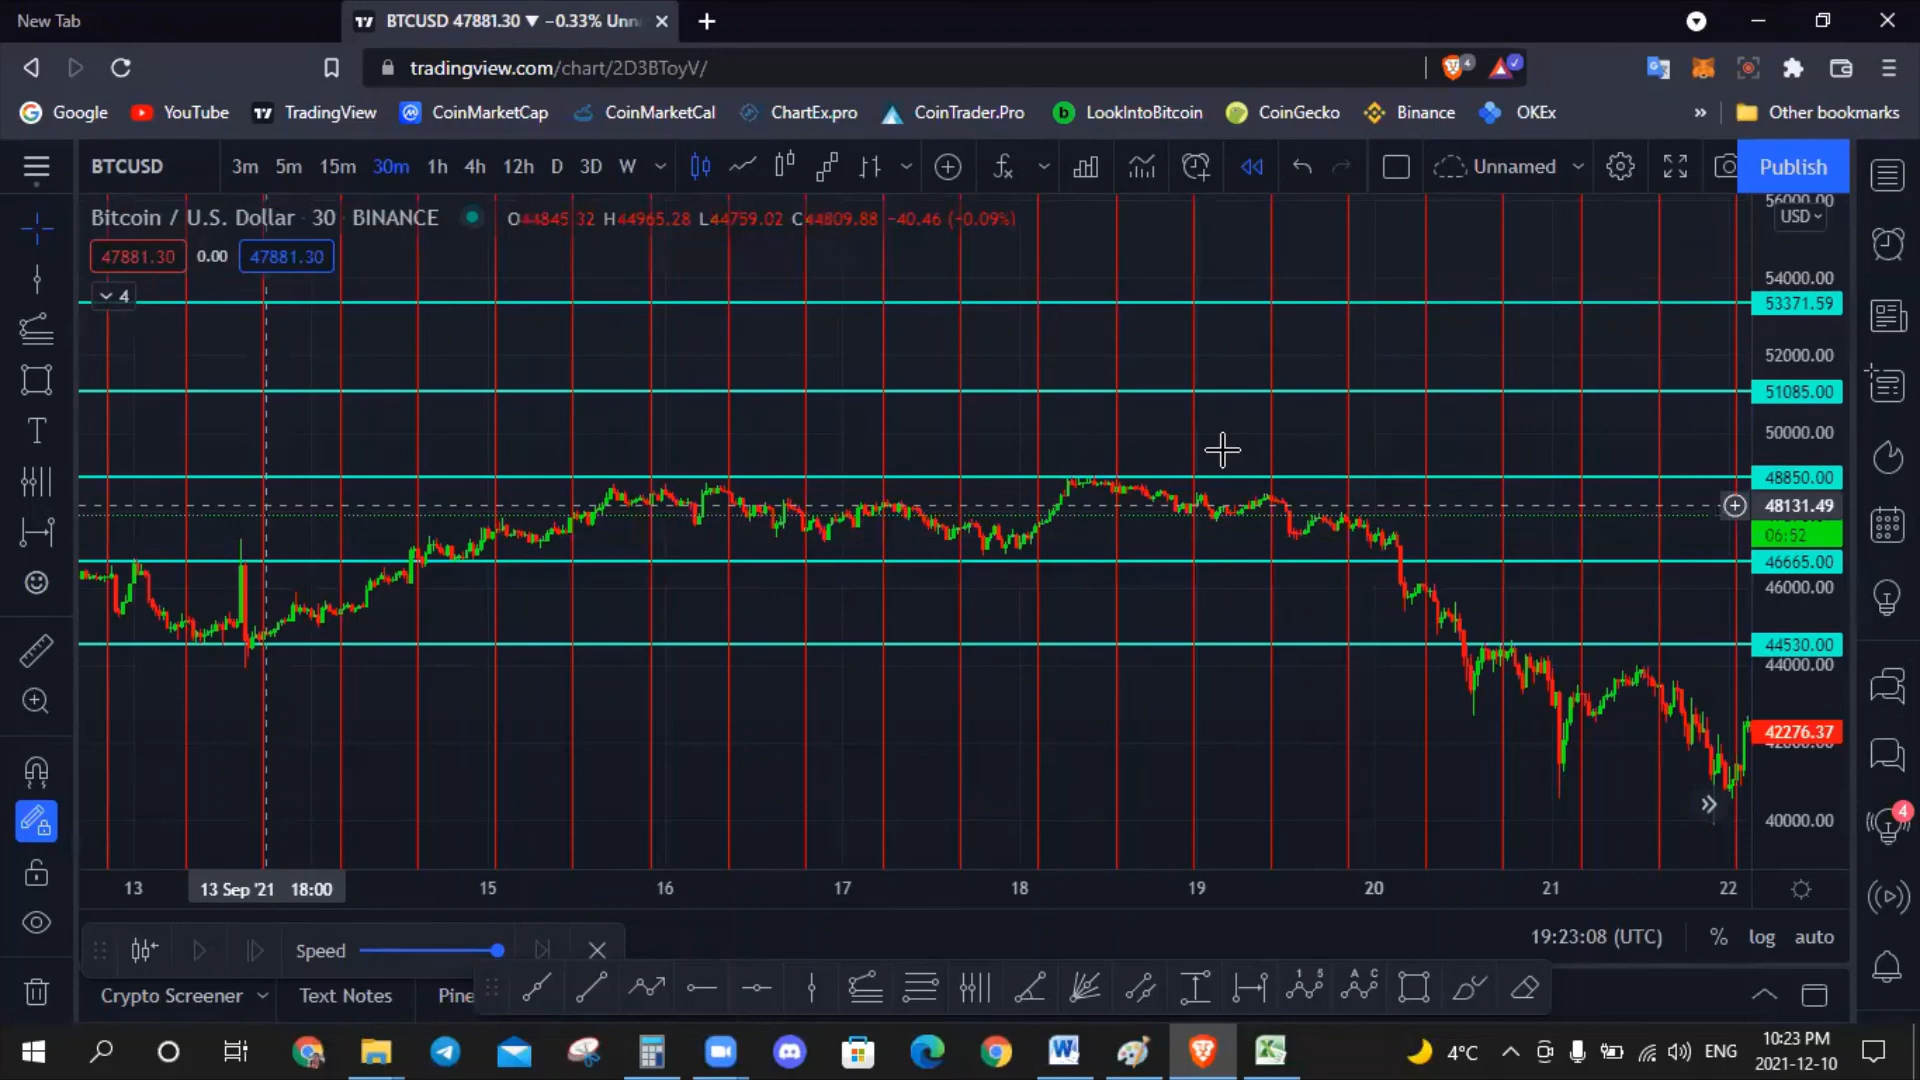 New Tab
BTCUSD 47881.30 ▼ −0.33% Unn
tradingview.com/chart/2D3BToyV/
4
Google YouTube TradingView CoinMarketCap CoinMarketCal ChartEx.pro CoinTrader.Pro LookIntoBitcoin CoinGecko Binance OKEx » Other bookmarks
BTCUSD 3m 5m 15m 30m 1h 4h 12h D 3D W Unnamed Publish
56000.00
Bitcoin / U.S. Dollar 30 BINANCE O44845.32 H44965.28 L44759.02 C44809.88 −40.46 (−0.09%) USD
47881.30 0.00 47881.30
54000.00
4
53371.59
52000.00
51085.00
50000.00
48850.00
48131.49
06:52
46665.00
46000.00
44530.00
44000.00
42276.37
40000.00
4
13 13 Sep '21 18:00 15 16 17 18 19 20 21 22
Speed
19:23:08 (UTC) % log auto
Crypto Screener Text Notes Pine
4°C ENG
10:23 PM
2021-12-10